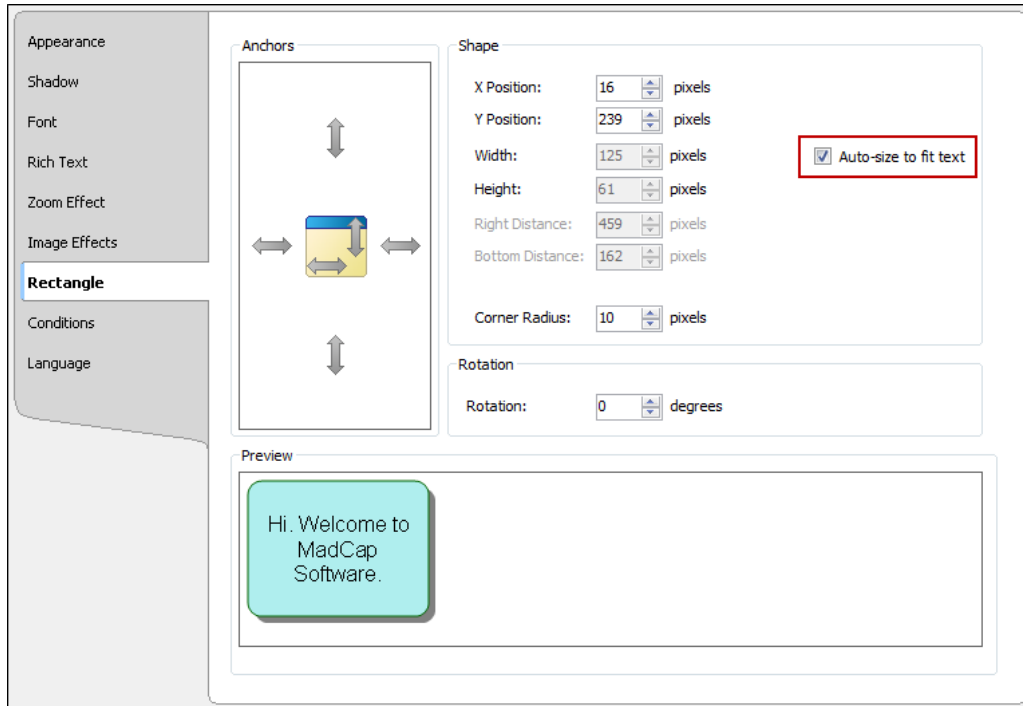 Appearance
Shadow
Font
Rich Text
Zoom Effect
Image Effects
Rectangle
Conditions
Language
Anchors
Shape
X Position: 16 pixels
Y Position: 239 pixels
Width: 125 pixels Auto-size to fit text
Height: 61 pixels
Right Distance: 459 pixels
Bottom Distance: 162 pixels
Corner Radius: 10 pixels
Rotation
Rotation: 0 degrees
Preview
Hi. Welcome to
MadCap
Software.